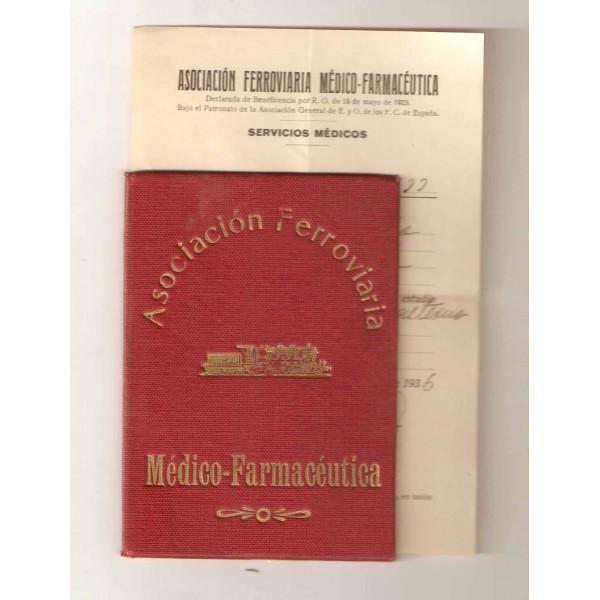 ASOCIACIÓN FERROVIARIA MÉDICO-FARMACÉUTICA
Declarada de Beneficencia por R. O. de 18 de mayo de 1923.
Bajo el Patronato de la Asociación General de E. y O. de los F. C. de España.
SERVICIOS MÉDICOS
Asociación Ferroviaria
Médico-Farmacéutica
1936